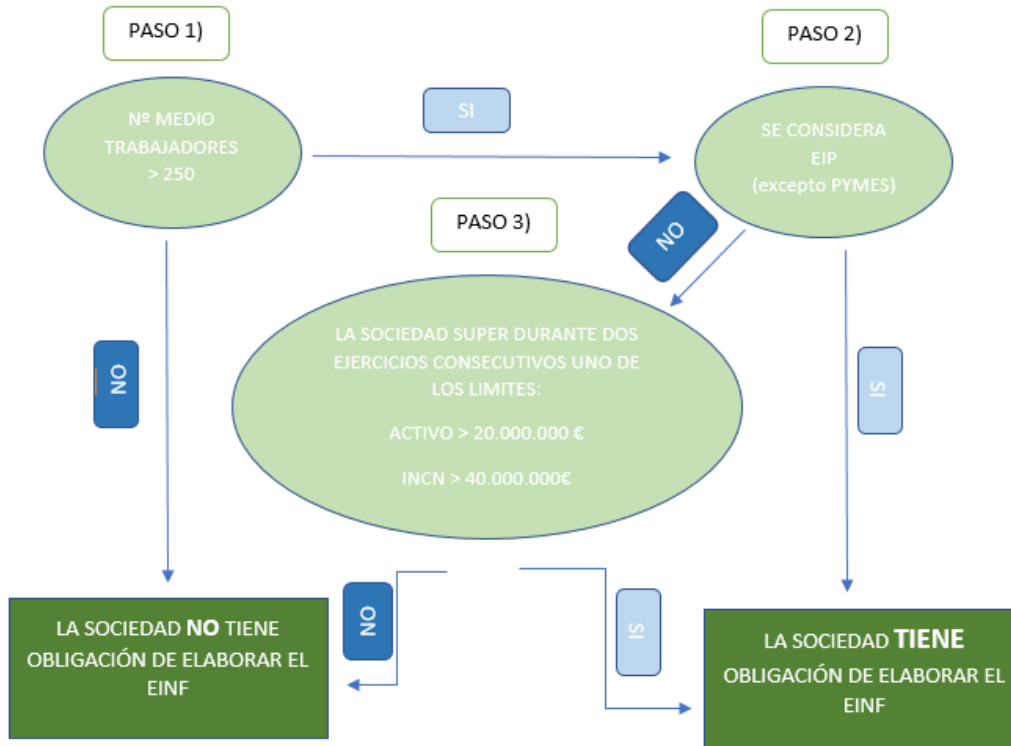 PASO 1)
PASO 2)
Nº MEDIO
TRABAJADORES
> 250
SI
SE CONSIDERA
EIP
(excepto PYMES)
NO
PASO 3)
LA SOCIEDAD SUPER DURANTE DOS
EJERCICIOS CONSECUTIVOS UNO DE
LOS LIMITES:
ACTIVO > 20.000.000 €
INCN > 40.000.000€
NO
SI
NO
SI
LA SOCIEDAD NO TIENE
OBLIGACIÓN DE ELABORAR EL
EINF
LA SOCIEDAD TIENE
OBLIGACIÓN DE ELABORAR EL
EINF